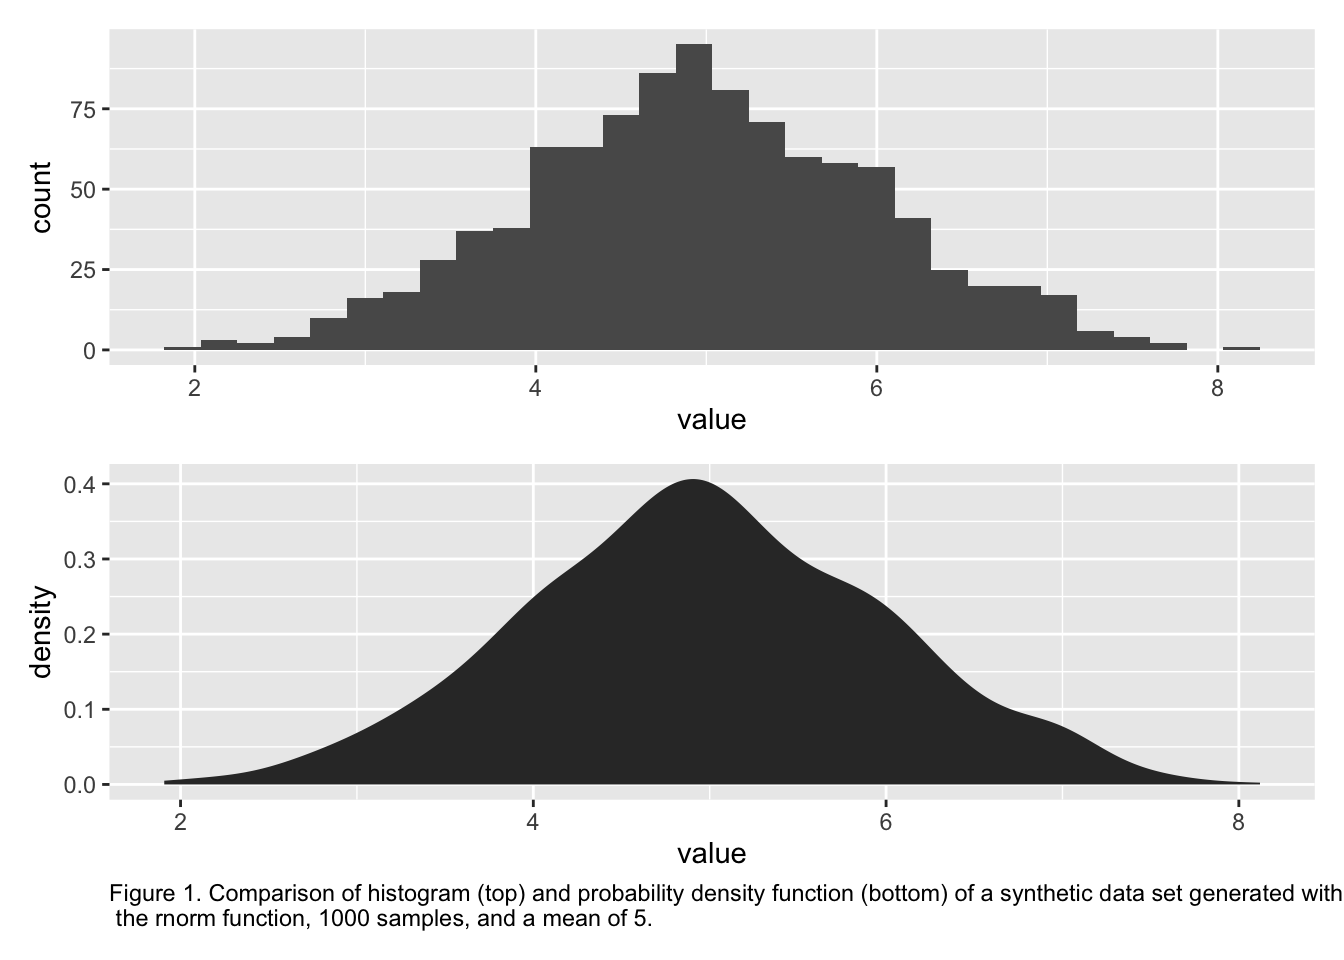 75
50
25
0
count
2 4 6 8
value
0.4
0.3
0.2
0.1
0.0
density
2 4 6 8
value
Figure 1. Comparison of histogram (top) and probability density function (bottom) of a synthetic data set generated with
the rnorm function, 1000 samples, and a mean of 5.